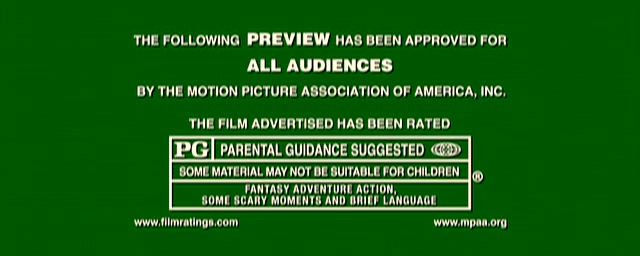 THE FOLLOWING PREVIEW HAS BEEN APPROVED FOR
ALL AUDIENCES
BY THE MOTION PICTURE ASSOCIATION OF AMERICA, INC.
THE FILM ADVERTISED HAS BEEN RATED
PG PARENTAL GUIDANCE SUGGESTED
SOME MATERIAL MAY NOT BE SUITABLE FOR CHILDREN ®
FANTASY ADVENTURE ACTION,
SOME SCARY MOMENTS AND BRIEF LANGUAGE
www.filmratings.com www.mpaa.org